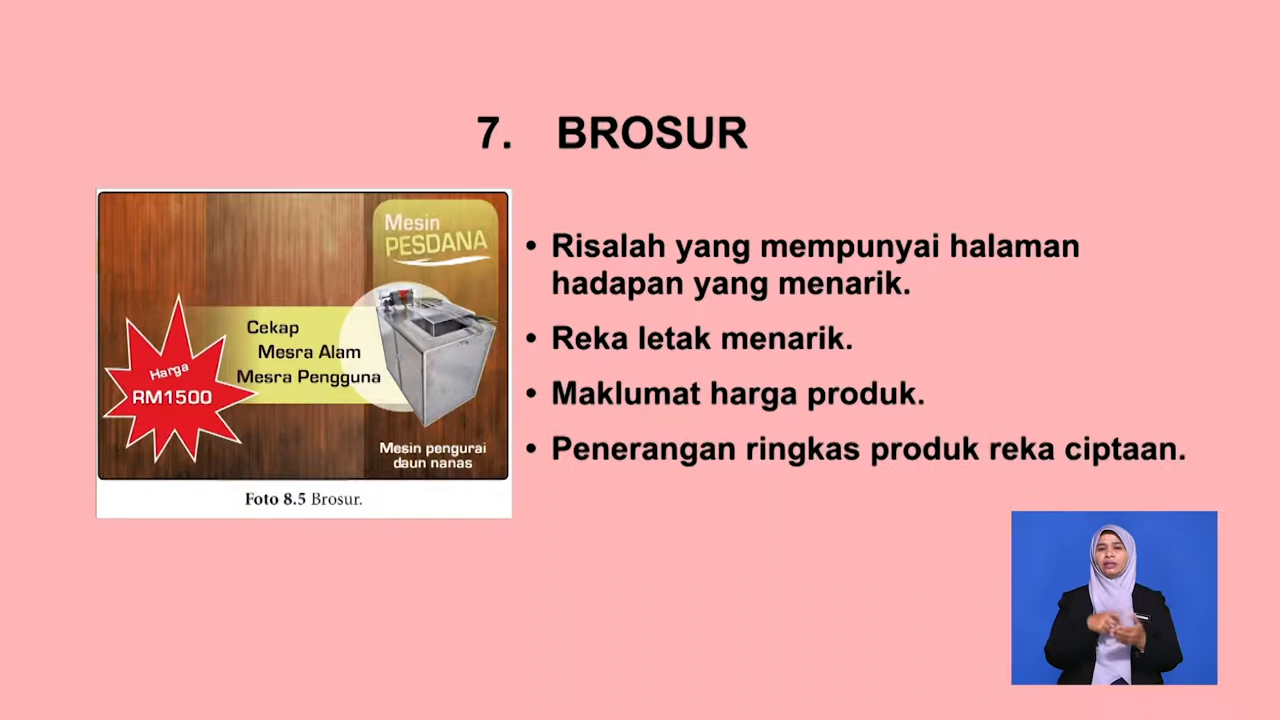 7. BROSUR
Mesin
PESDANA
Cekap
Mesra Alam
Mesra Pengguna
Harga
RM1500
Mesin pengurai
daun nanas
Foto 8.5 Brosur.
• Risalah yang mempunyai halaman
hadapan yang menarik.
• Reka letak menarik.
• Maklumat harga produk.
• Penerangan ringkas produk reka ciptaan.